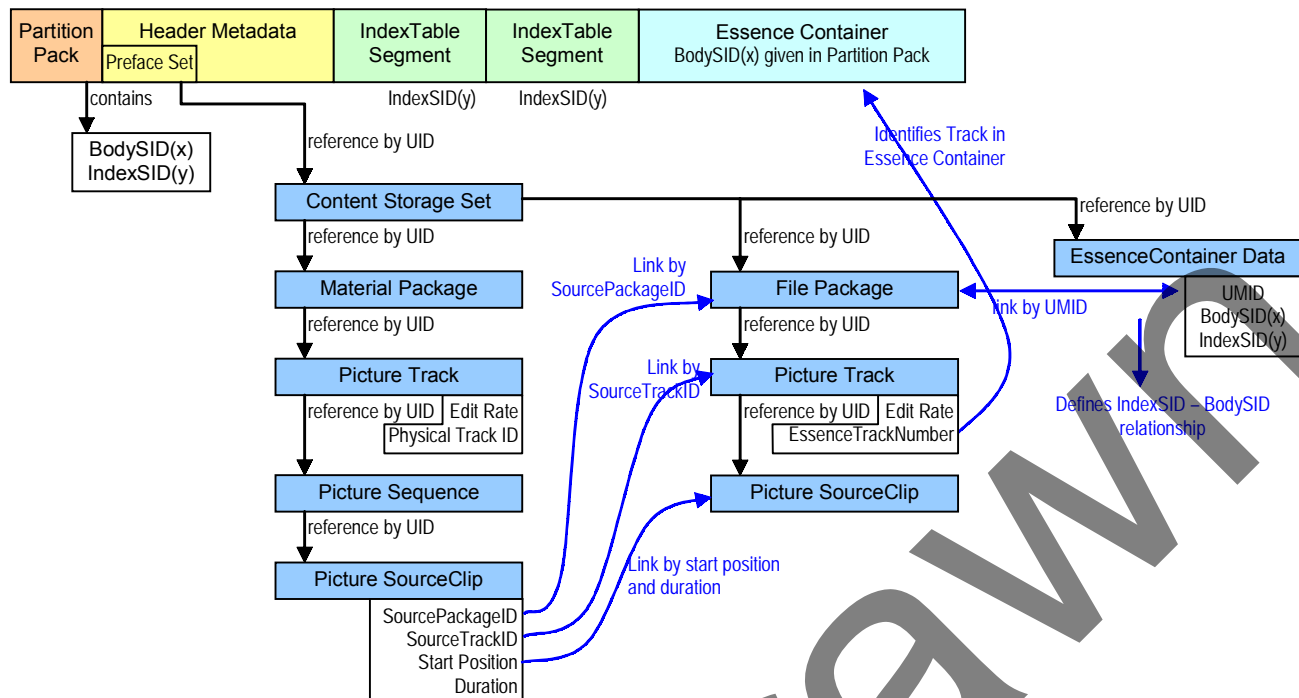 Partition
Pack
Header Metadata
Preface Set
IndexTable
Segment
IndexTable
Segment
Essence Container
BodySID(x) given in Partition Pack
contains
IndexSID(y)
IndexSID(y)
BodySID(x)
IndexSID(y)
reference by UID
Identifies Track in
Essence Container
Content Storage Set
reference by UID
reference by UID
reference by UID
EssenceContainer Data
Link by
SourcePackageID
Material Package
File Package
link by UMID
UMID
BodySID(x)
IndexSID(y)
reference by UID
reference by UID
Link by
SourceTrackID
Picture Track
Picture Track
reference by UID
Edit Rate
Physical Track ID
reference by UID
Edit Rate
EssenceTrackNumber
Defines IndexSID – BodySID
relationship
Picture Sequence
Picture SourceClip
reference by UID
Picture SourceClip
Link by start position
and duration
SourcePackageID
SourceTrackID
Start Position
Duration